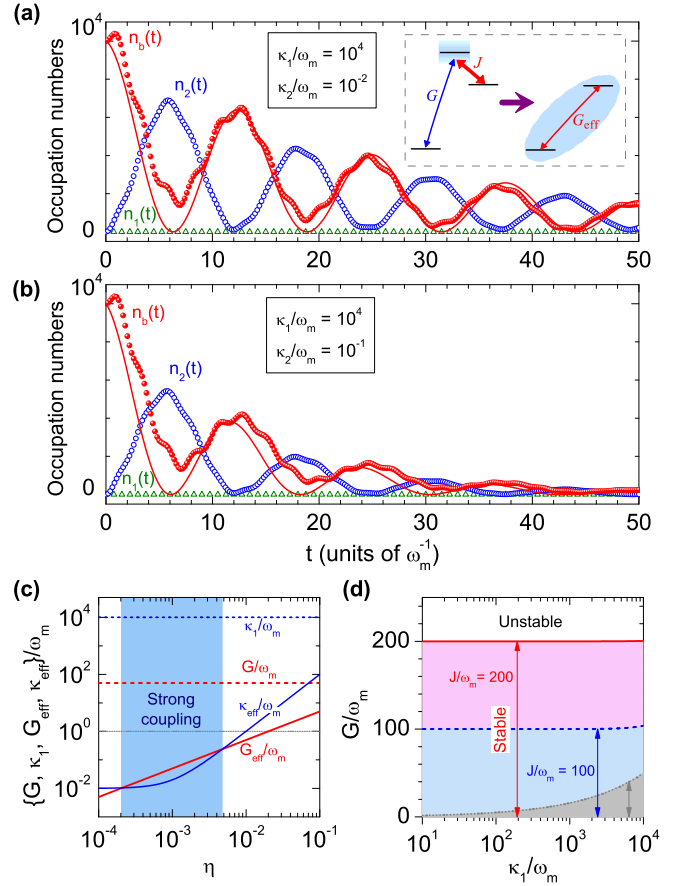 (a)
10^4
n_b(t)
n_2(t)
n_1(t)
κ_1/ω_m = 10^4
κ_2/ω_m = 10^-2
G
J
G_eff
Occupation numbers
0
0 10 20 30 40 50
(b)
10^4
n_b(t)
n_2(t)
n_1(t)
κ_1/ω_m = 10^4
κ_2/ω_m = 10^-1
Occupation numbers
0
0 10 20 30 40 50
t (units of ω_m^-1)
(c)
{G, κ_1, G_eff, κ_eff}/ω_m
10^4
10^2
10^0
10^-2
κ_1/ω_m
G/ω_m
Strong
coupling
κ_eff/ω_m
G_eff/ω_m
10^-4 10^-3 10^-2 10^-1
η
(d)
G/ω_m
300
200
100
0
Unstable
J/ω_m = 200
Stable
J/ω_m = 100
10^1 10^2 10^3 10^4
κ_1/ω_m